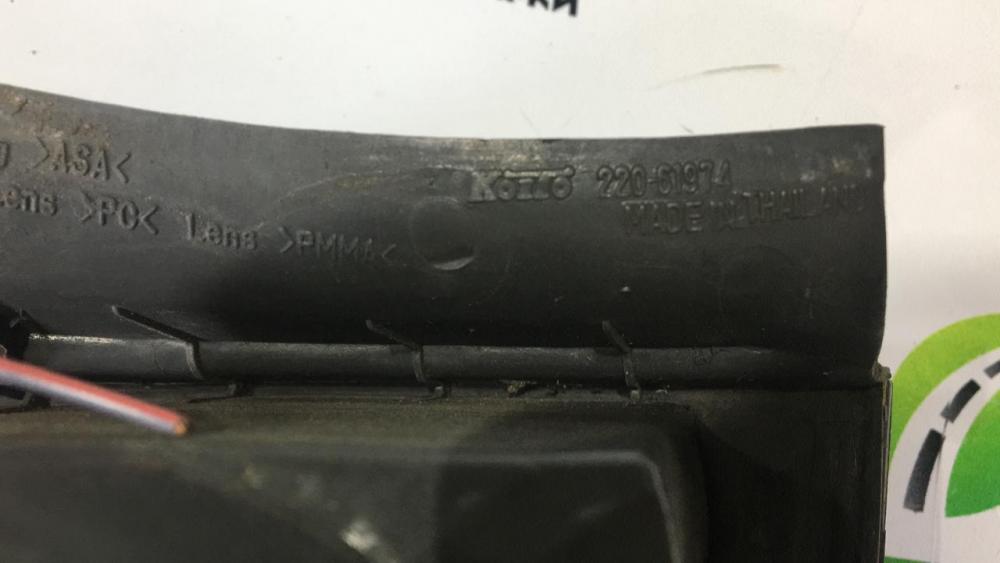 >ASA<
>PC< Lens >PMMA<
KOITO 220-61974
MADE IN THAILAND